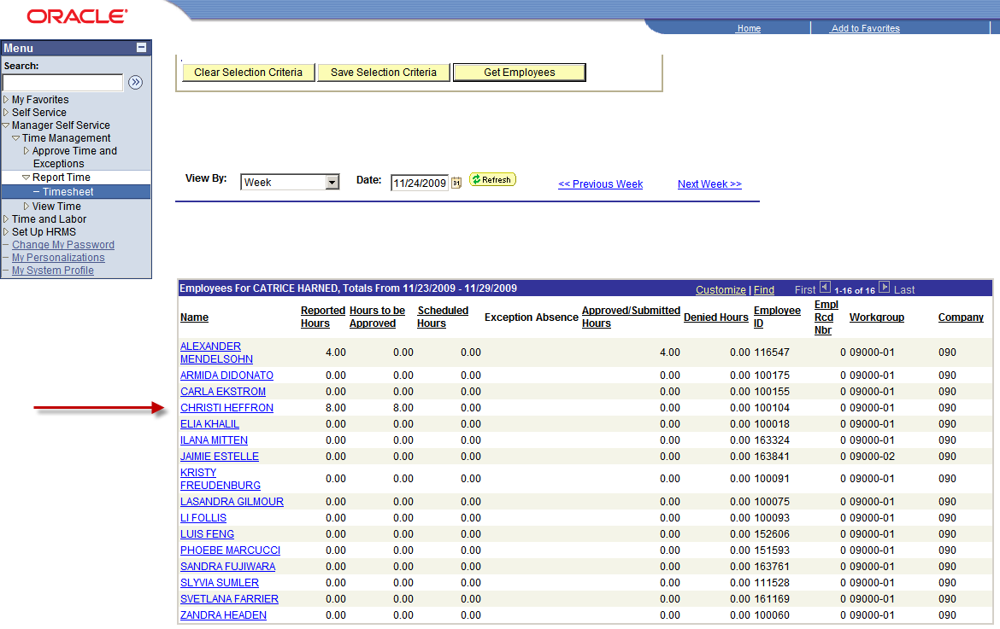 ORACLE®
Home
Add to Favorites
Menu
Search:
My Favorites
Self Service
Manager Self Service
Time Management
Approve Time and
Exceptions
Report Time
– Timesheet
View Time
Time and Labor
Set Up HRMS
– Change My Password
– My Personalizations
– My System Profile
Clear Selection Criteria Save Selection Criteria Get Employees
View By: Week Date: 11/24/2009 31 Refresh << Previous Week Next Week >>
Employees For CATRICE HARNED, Totals From 11/23/2009 - 11/29/2009 Customize | Find First 1-16 of 16 Last
Name Reported Hours Hours to be Approved Scheduled Hours Exception Absence Approved/Submitted Hours Denied Hours Employee ID Empl Rcd Nbr Workgroup Company
ALEXANDER MENDELSOHN 4.00 0.00 0.00 4.00 0.00 116547 0 09000-01 090
ARMIDA DIDONATO 0.00 0.00 0.00 0.00 0.00 100175 0 09000-01 090
CARLA EKSTROM 0.00 0.00 0.00 0.00 0.00 100155 0 09000-01 090
CHRISTI HEFFRON 8.00 8.00 0.00 0.00 0.00 100104 0 09000-01 090
ELIA KHALIL 0.00 0.00 0.00 0.00 0.00 100018 0 09000-01 090
ILANA MITTEN 0.00 0.00 0.00 0.00 0.00 163324 0 09000-01 090
JAIMIE ESTELLE 0.00 0.00 0.00 0.00 0.00 163841 0 09000-02 090
KRISTY FREUDENBURG 0.00 0.00 0.00 0.00 0.00 100091 0 09000-01 090
LASANDRA GILMOUR 0.00 0.00 0.00 0.00 0.00 100075 0 09000-01 090
LI FOLLIS 0.00 0.00 0.00 0.00 0.00 100093 0 09000-01 090
LUIS FENG 0.00 0.00 0.00 0.00 0.00 152606 0 09000-01 090
PHOEBE MARCUCCI 0.00 0.00 0.00 0.00 0.00 151593 0 09000-01 090
SANDRA FUJIWARA 0.00 0.00 0.00 0.00 0.00 163761 0 09000-01 090
SLYVIA SUMLER 0.00 0.00 0.00 0.00 0.00 111528 0 09000-01 090
SVETLANA FARRIER 0.00 0.00 0.00 0.00 0.00 161169 0 09000-01 090
ZANDRA HEADEN 0.00 0.00 0.00 0.00 0.00 100060 0 09000-01 090